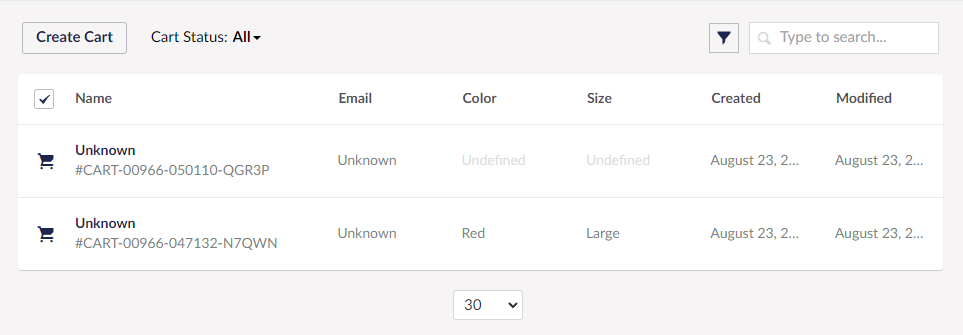 Create Cart Cart Status: All Type to search...
Name Email Color Size Created Modified
Unknown
#CART-00966-050110-QGR3P Unknown Undefined Undefined August 23, 2... August 23, 2...
Unknown
#CART-00966-047132-N7QWN Unknown Red Large August 23, 2... August 23, 2...
30